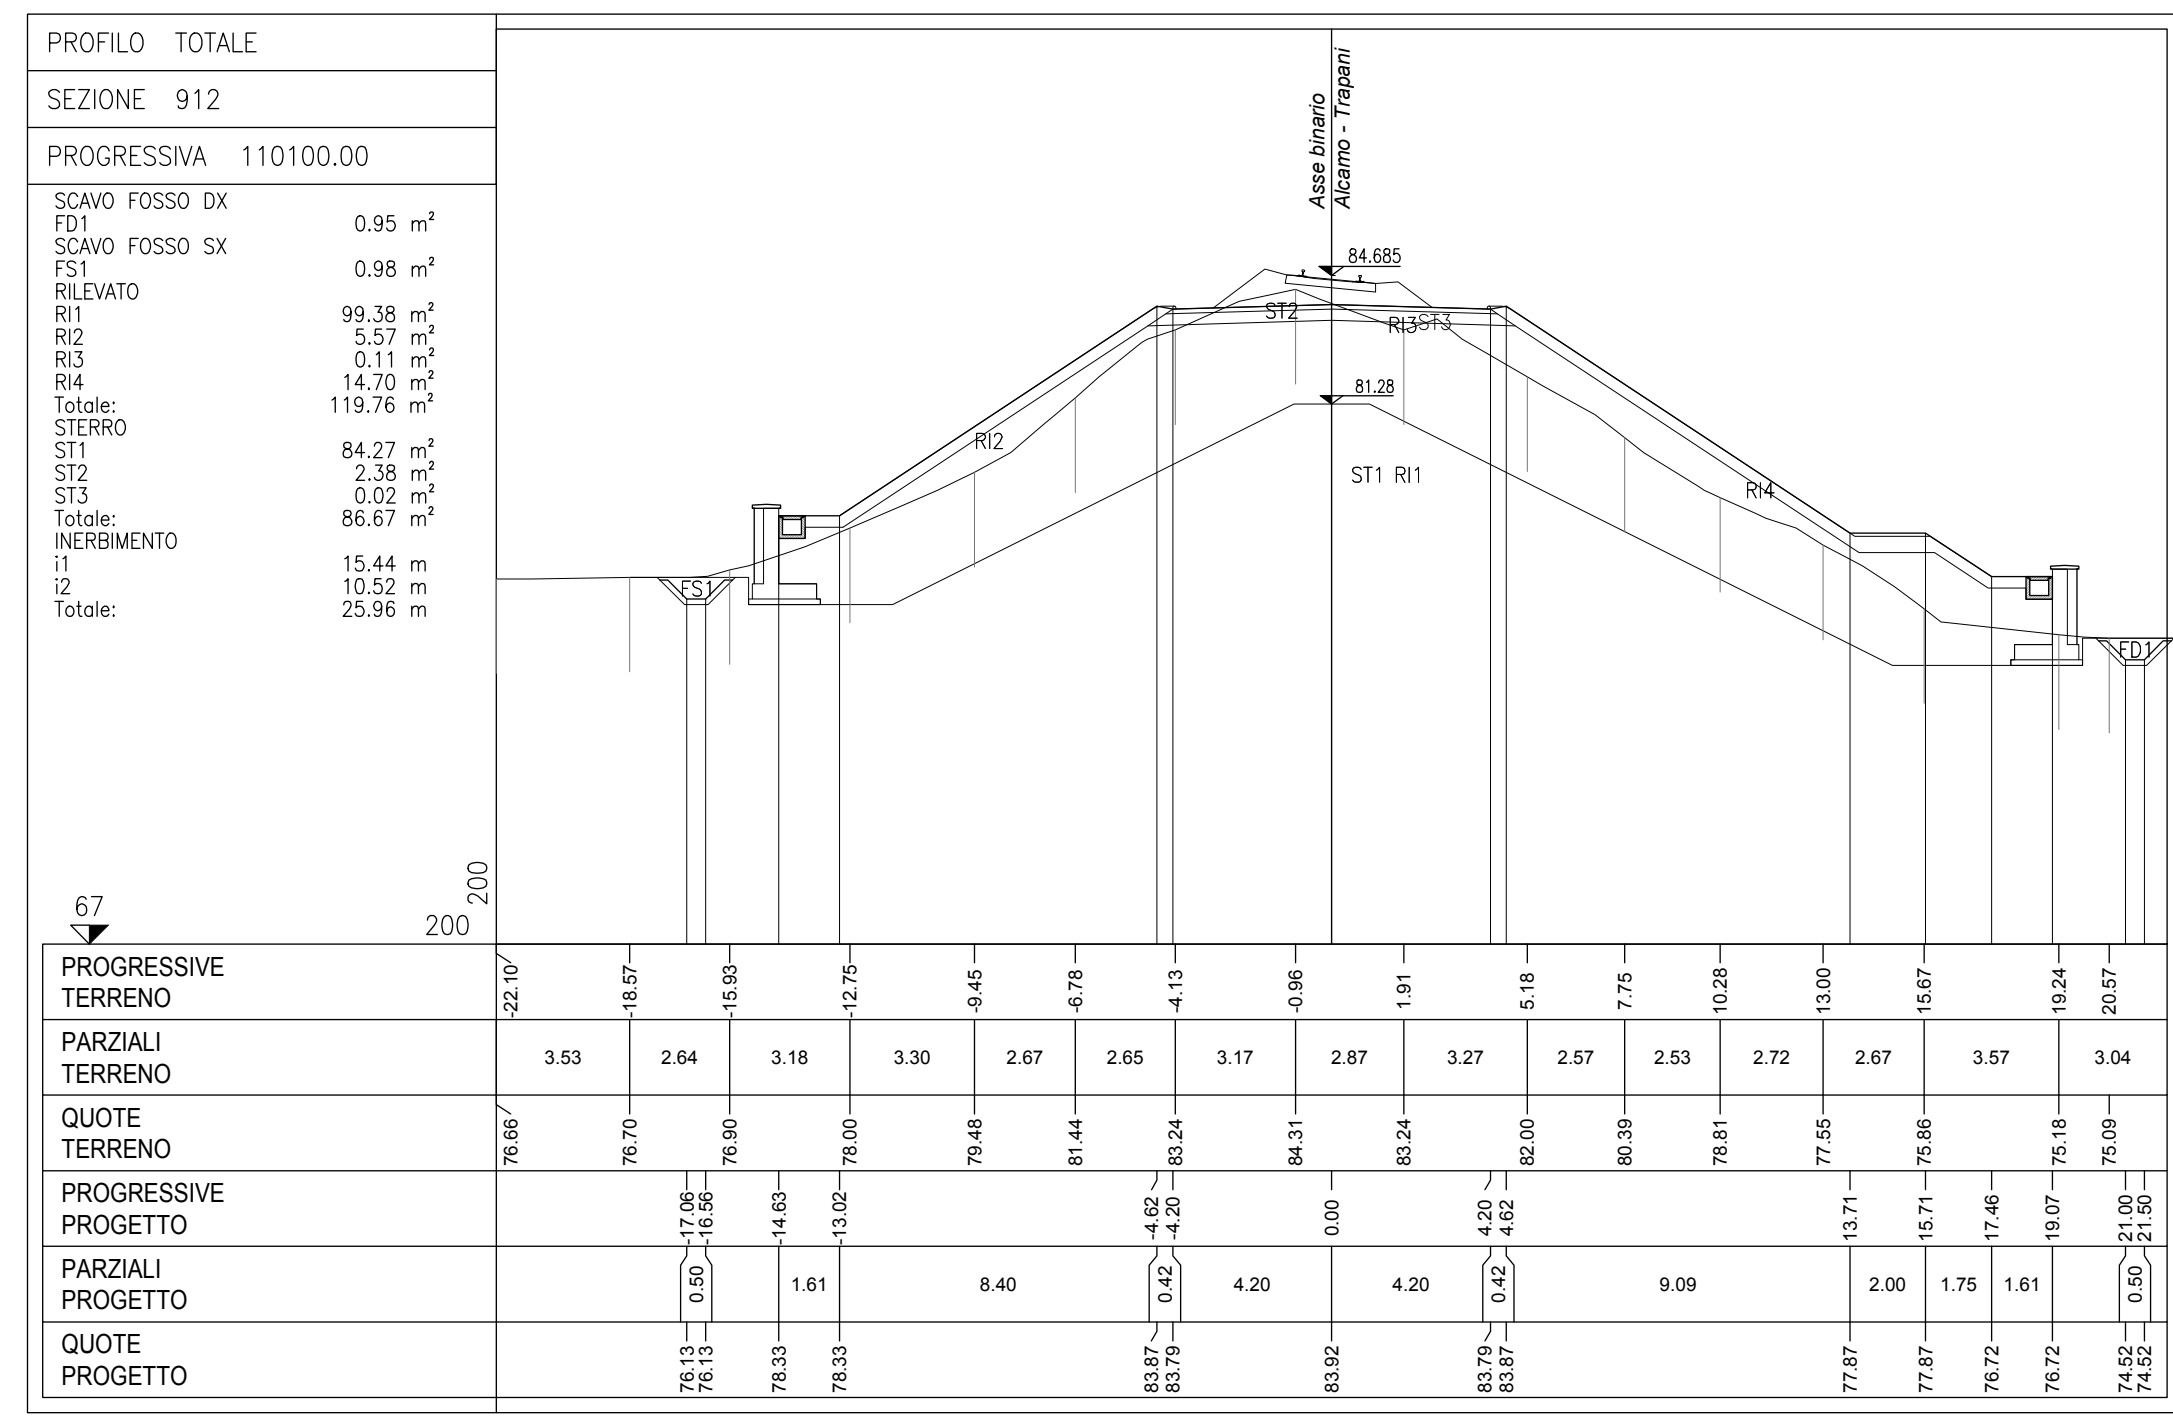 PROFILO TOTALE
SEZIONE 912
PROGRESSIVA 110100.00
SCAVO FOSSO DX
FD1 0.95 m²
SCAVO FOSSO SX
FS1 0.98 m²
RILEVATO
RI1 99.38 m²
RI2 5.57 m²
RI3 0.11 m²
RI4 14.70 m²
Totale: 119.76 m²
STERRO
ST1 84.27 m²
ST2 2.38 m²
ST3 0.02 m²
Totale: 86.67 m²
INERBIMENTO
i1 15.44 m
i2 10.52 m
Totale: 25.96 m
67
200
200
Asse binario
Alcamo - Trapani
84.685
ST2
RI3 ST3
81.28
RI2
ST1 RI1
RI4
FS1
FD1
PROGRESSIVE
TERRENO
-22.10 -18.57 -15.93 -12.75 -9.45 -6.78 -4.13 -0.96 1.91 5.18 7.75 10.28 13.00 15.67 19.24 20.57
PARZIALI
TERRENO
3.53 2.64 3.18 3.30 2.67 2.65 3.17 2.87 3.27 2.57 2.53 2.72 2.67 3.57 3.04
QUOTE
TERRENO
76.66 76.70 76.90 78.00 79.48 81.44 83.24 84.31 83.24 82.00 80.39 78.81 77.55 75.86 75.18 75.09
PROGRESSIVE
PROGETTO
-17.06 -16.56 -14.63 -13.02 -4.62 -4.20 0.00 4.20 4.62 13.71 15.71 17.46 19.07 21.00 21.50
PARZIALI
PROGETTO
0.50 1.61 8.40 0.42 4.20 4.20 0.42 9.09 2.00 1.75 1.61 0.50
QUOTE
PROGETTO
76.13 76.13 78.33 78.33 83.87 83.79 83.92 83.79 83.87 77.87 77.87 76.72 76.72 74.52 74.52